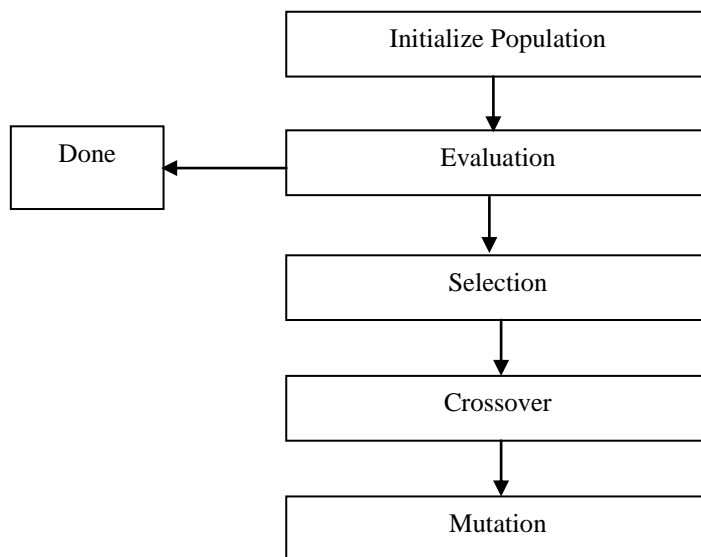 Initialize Population
Done
Evaluation
Selection
Crossover
Mutation